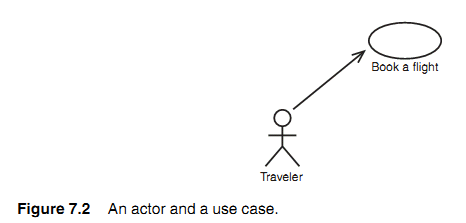 Book a flight
Traveler
Figure 7.2 An actor and a use case.